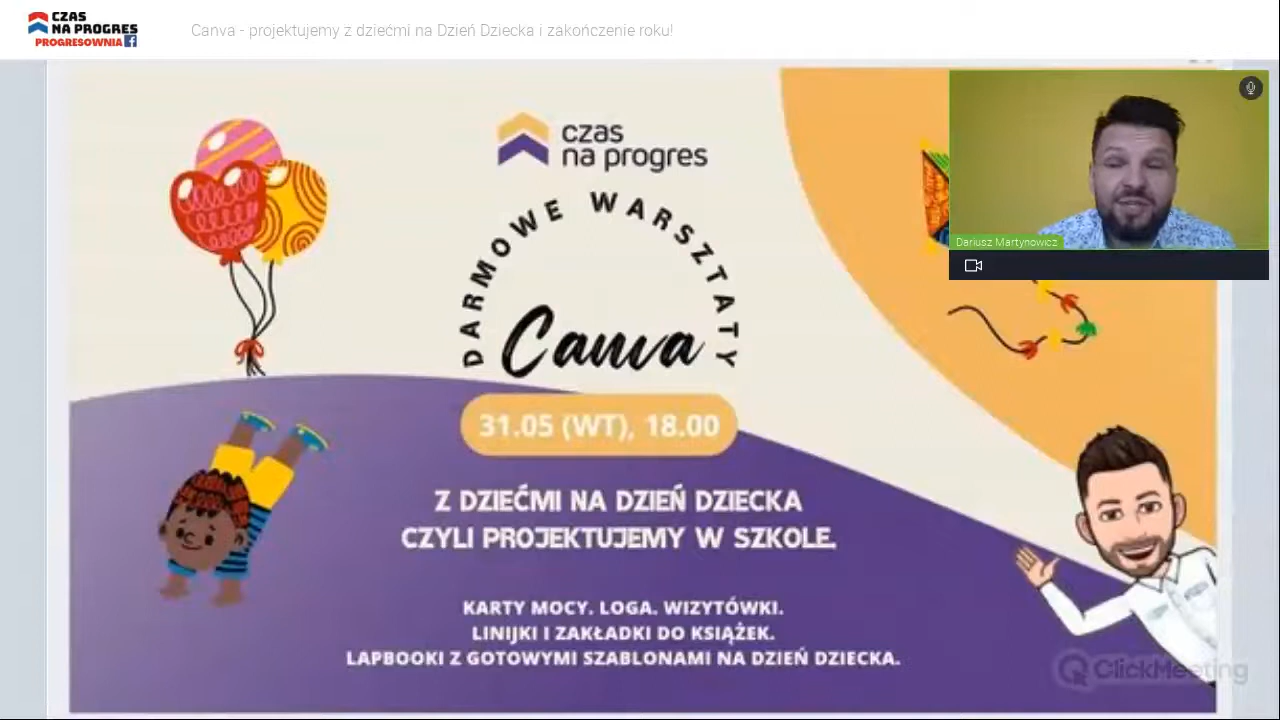 CZAS
NA PROGRES
PROGRESOWNIA
Canva - projektujemy z dziećmi na Dzień Dziecka i zakończenie roku!
czas
na progres
DARMOWE WARSZTATY
Canva
31.05 (WT), 18.00
Z DZIEĆMI NA DZIEŃ DZIECKA
CZYLI PROJEKTUJEMY W SZKOLE.
KARTY MOCY. LOGA. WIZYTÓWKI.
LINIJKI I ZAKŁADKI DO KSIĄŻEK.
LAPBOOKI Z GOTOWYMI SZABLONAMI NA DZIEŃ DZIECKA.
Dariusz Martynowicz
ClickMeeting